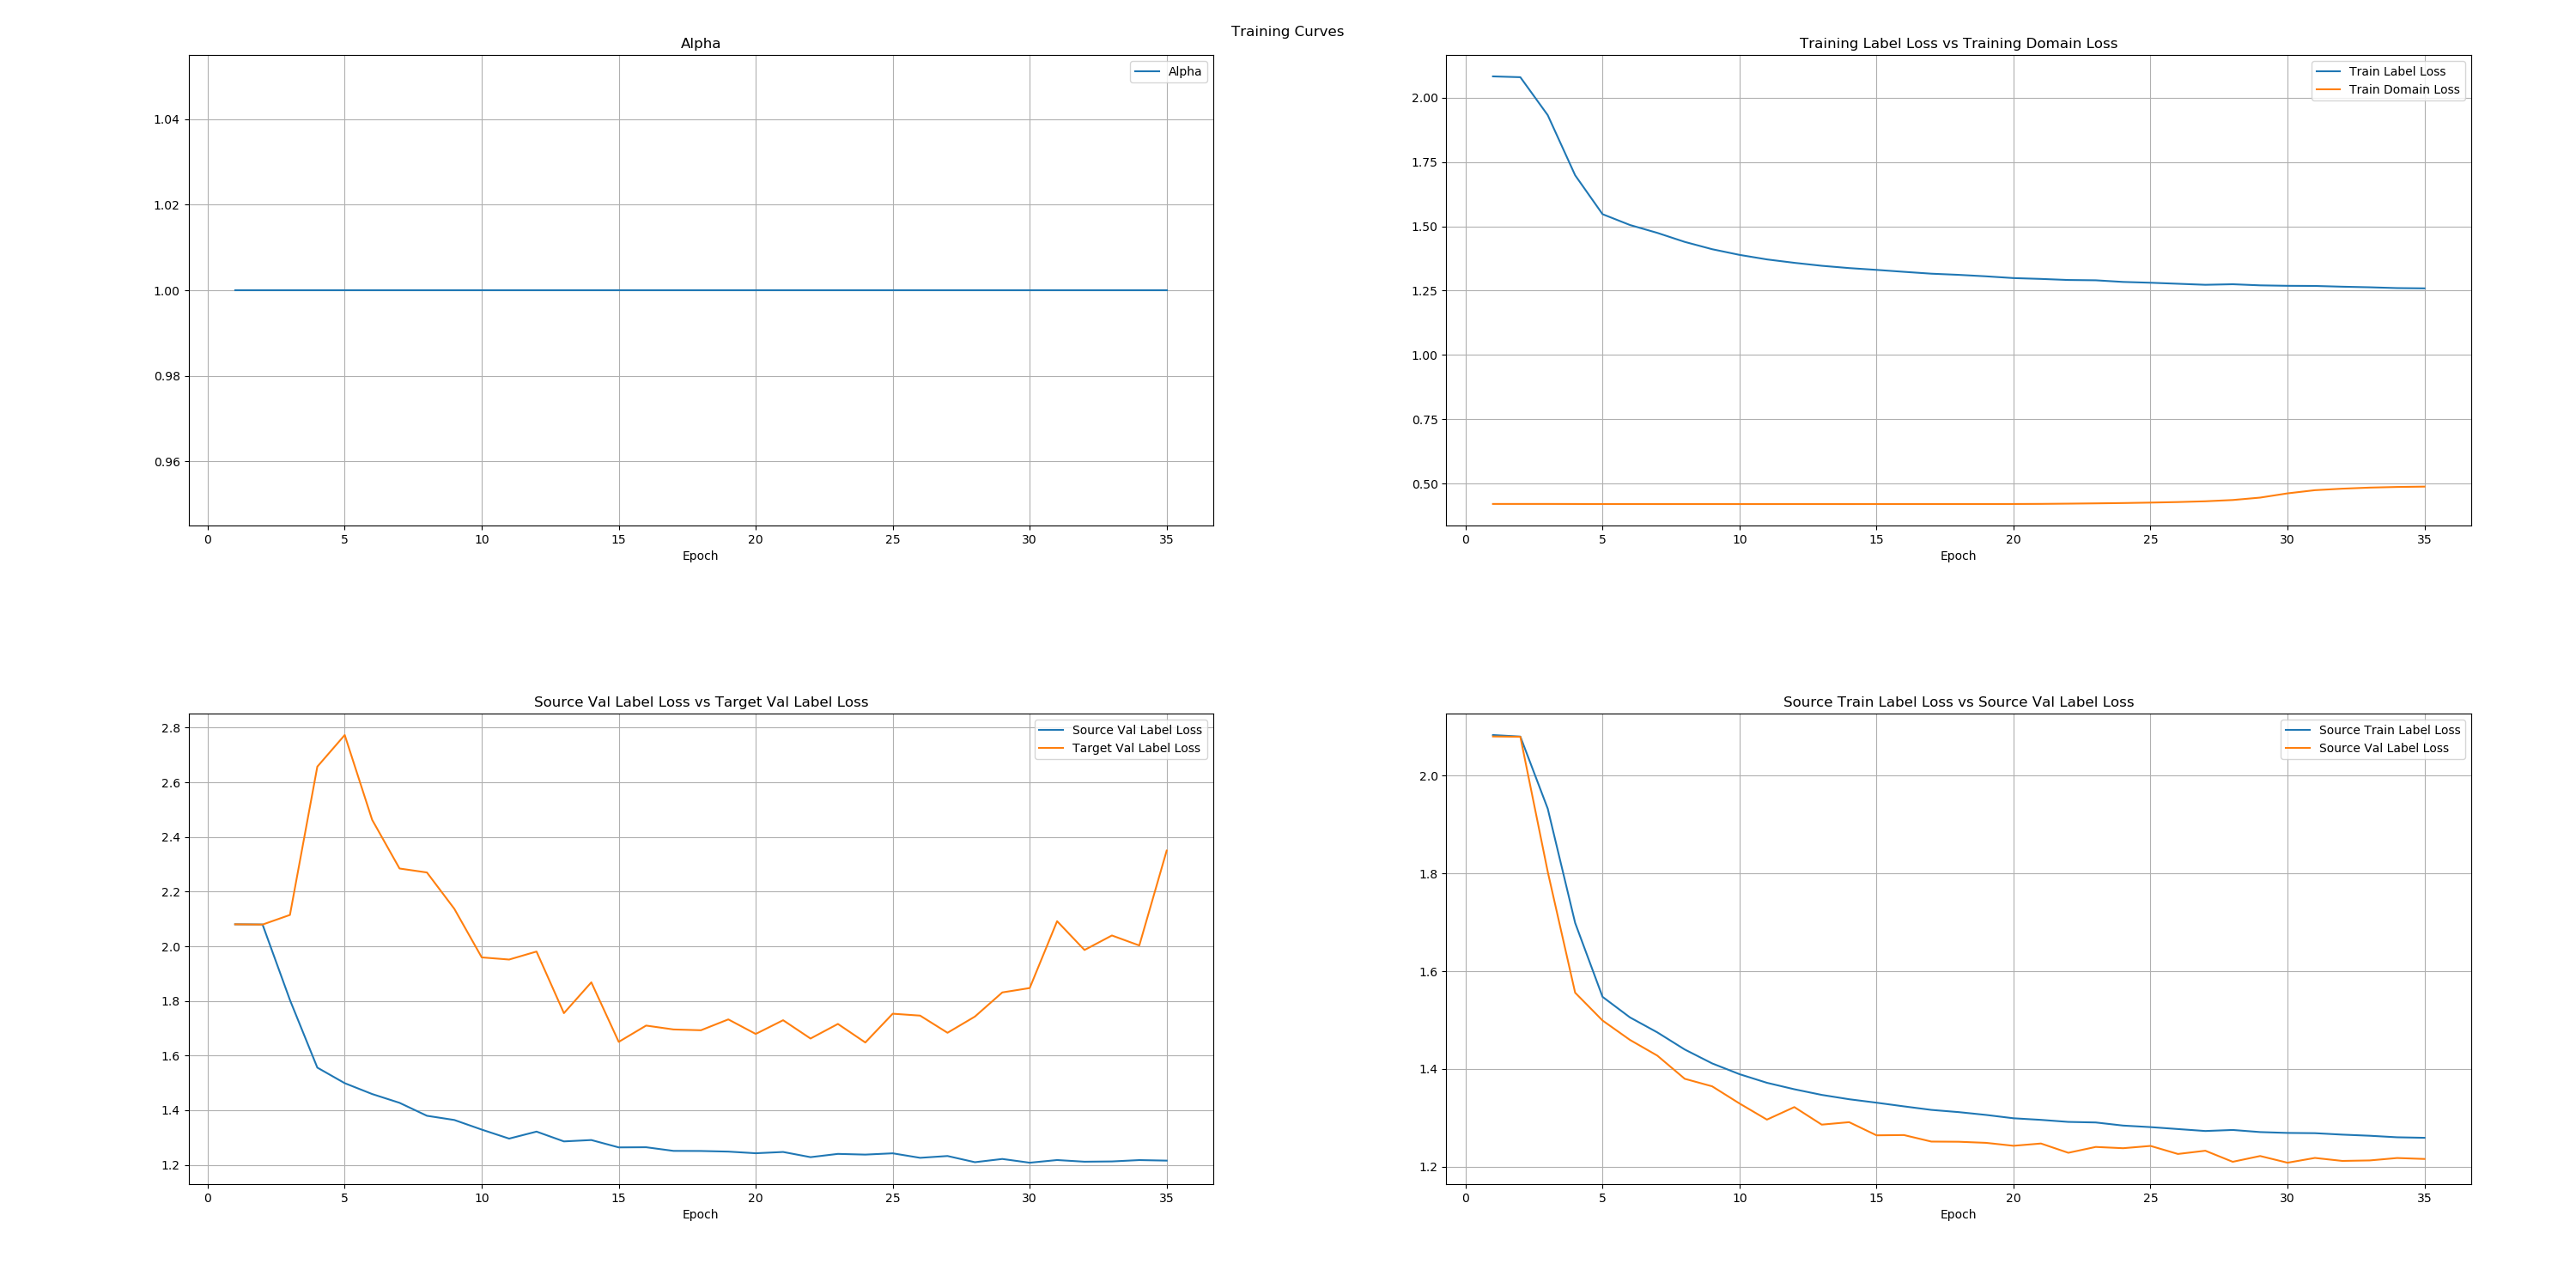 Training Curves
Alpha
Alpha
1.04
1.02
1.00
0.98
0.96
0 5 10 15 20 25 30 35
Epoch
Training Label Loss vs Training Domain Loss
Train Label Loss
Train Domain Loss
2.00
1.75
1.50
1.25
1.00
0.75
0.50
0 5 10 15 20 25 30 35
Epoch
Source Val Label Loss vs Target Val Label Loss
Source Val Label Loss
Target Val Label Loss
2.8
2.6
2.4
2.2
2.0
1.8
1.6
1.4
1.2
0 5 10 15 20 25 30 35
Epoch
Source Train Label Loss vs Source Val Label Loss
Source Train Label Loss
Source Val Label Loss
2.0
1.8
1.6
1.4
1.2
0 5 10 15 20 25 30 35
Epoch